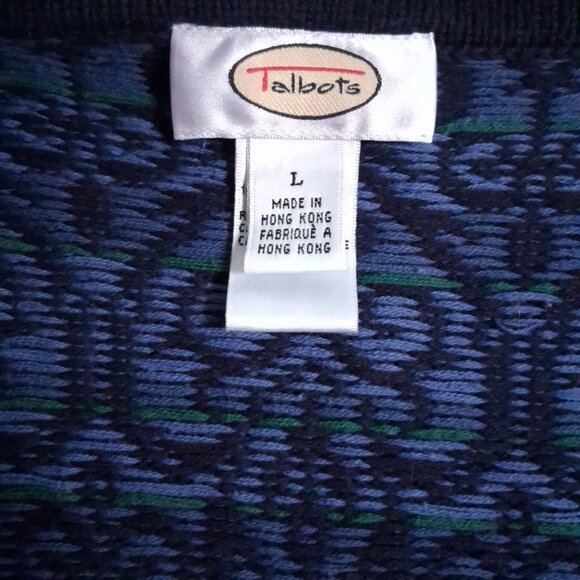 Talbots
L
MADE IN
HONG KONG
FABRIQUÈ A
HONG KONG